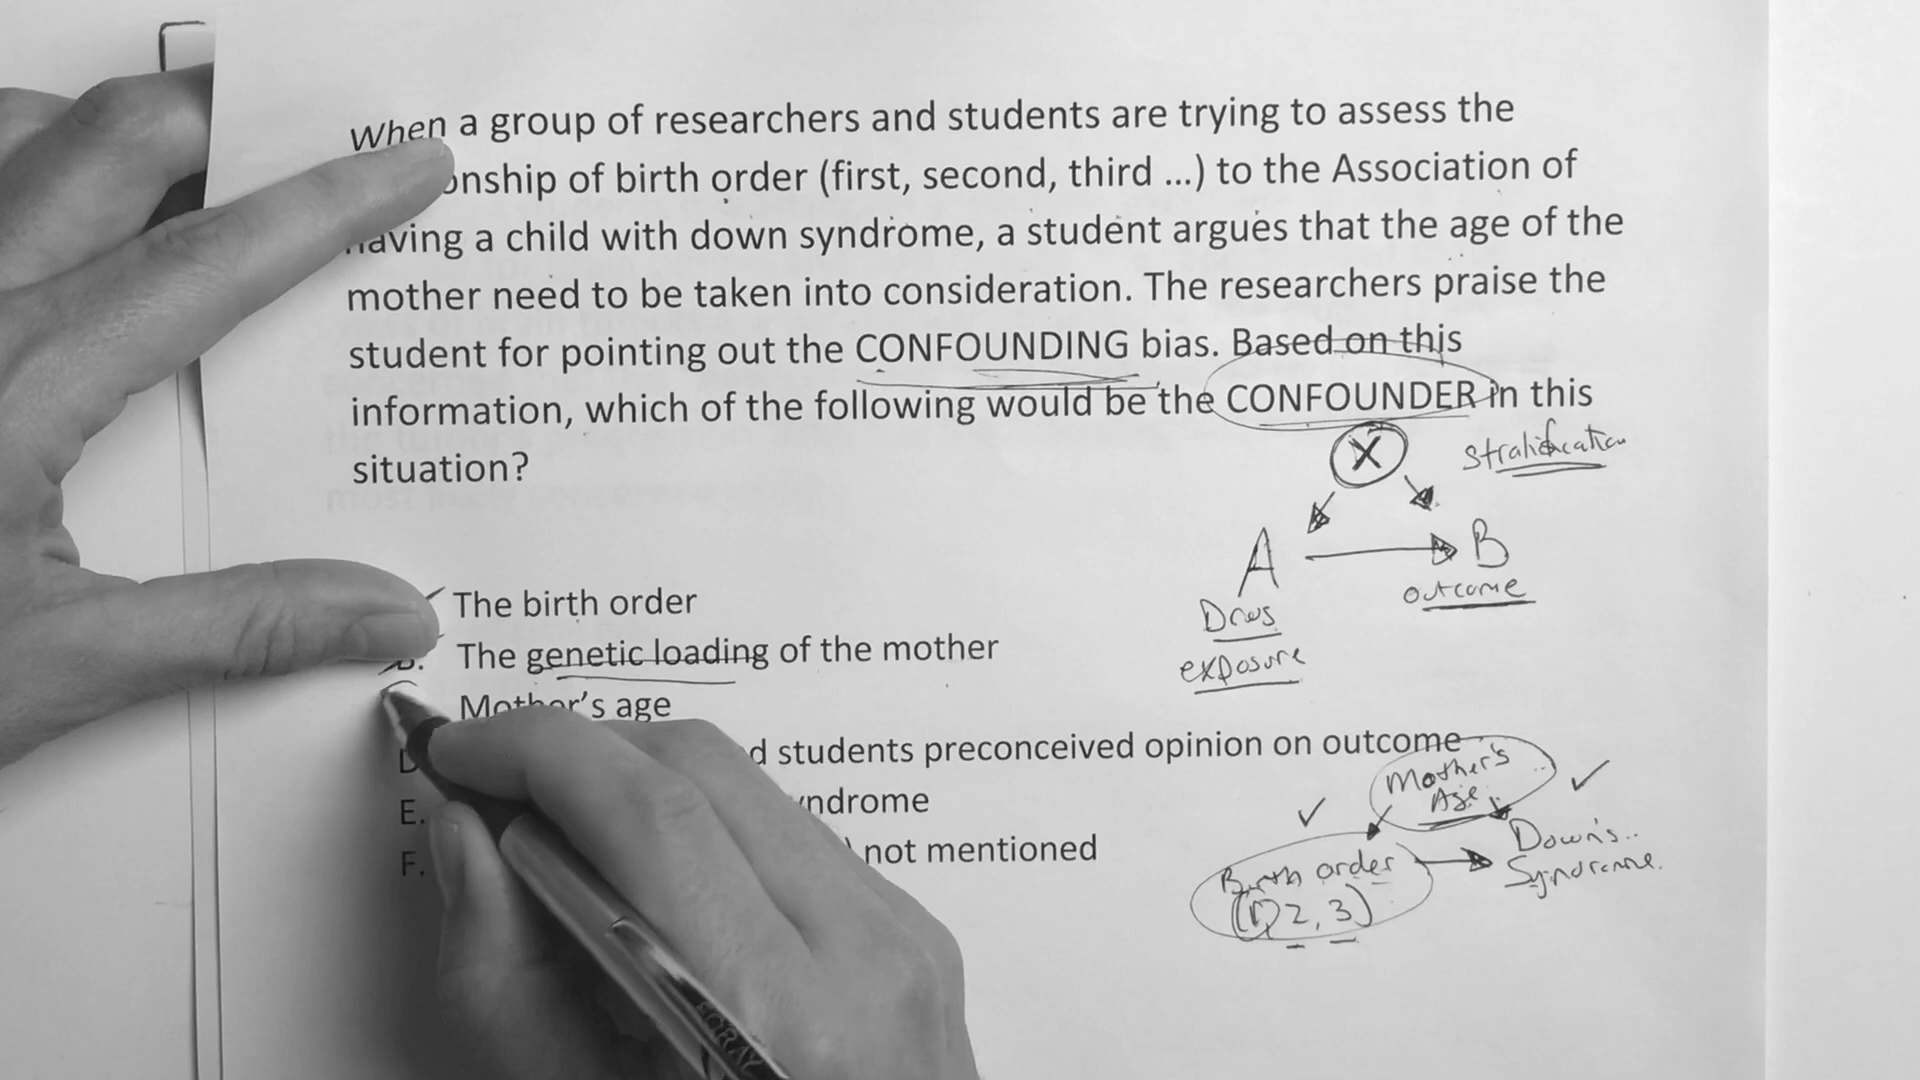 When a group of researchers and students are trying to assess the
onship of birth order (first, second, third ...) to the Association of
having a child with down syndrome, a student argues that the age of the
mother need to be taken into consideration. The researchers praise the
student for pointing out the CONFOUNDING bias. Based on this
information, which of the following would be the CONFOUNDER in this
situation?
stratification
X
A
B
outcome
exposure
The birth order
B. The genetic loading of the mother
Mother's age
D d students preconceived opinion on outcome
E. yndrome
F. not mentioned
Mother's
Age
Birth order
(1) 2, 3)
Down's
Syndrome.
FORAY